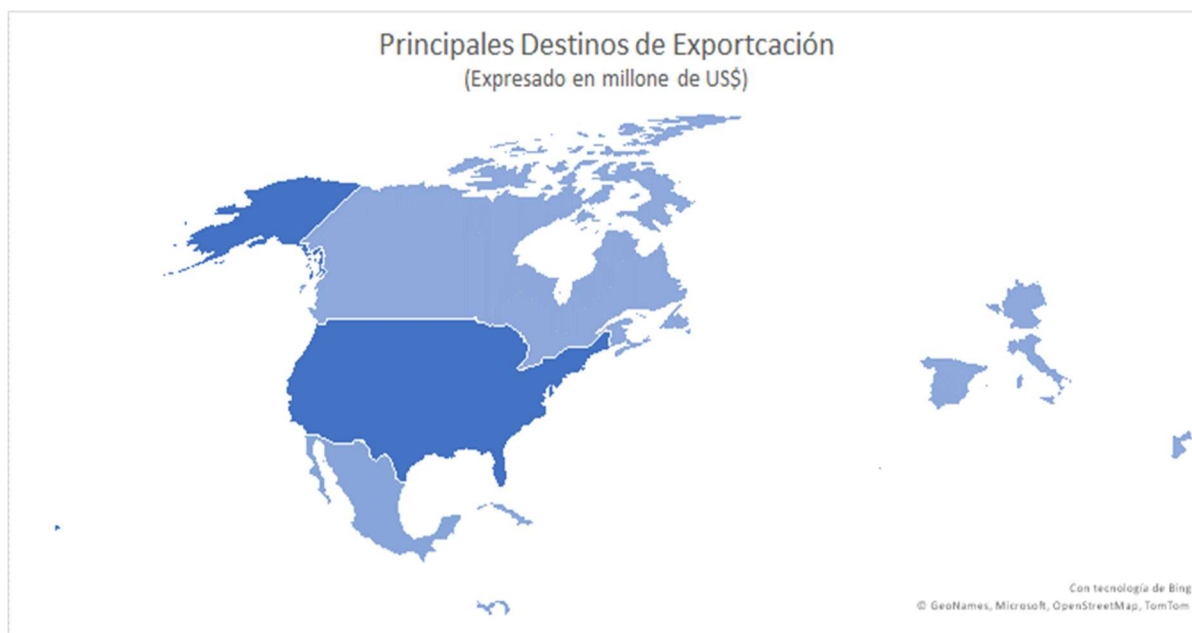 Principales Destinos de Exportcación
(Expresado en millone de US$)
Con tecnología de Bing
© GeoNames, Microsoft, OpenStreetMap, TomTom